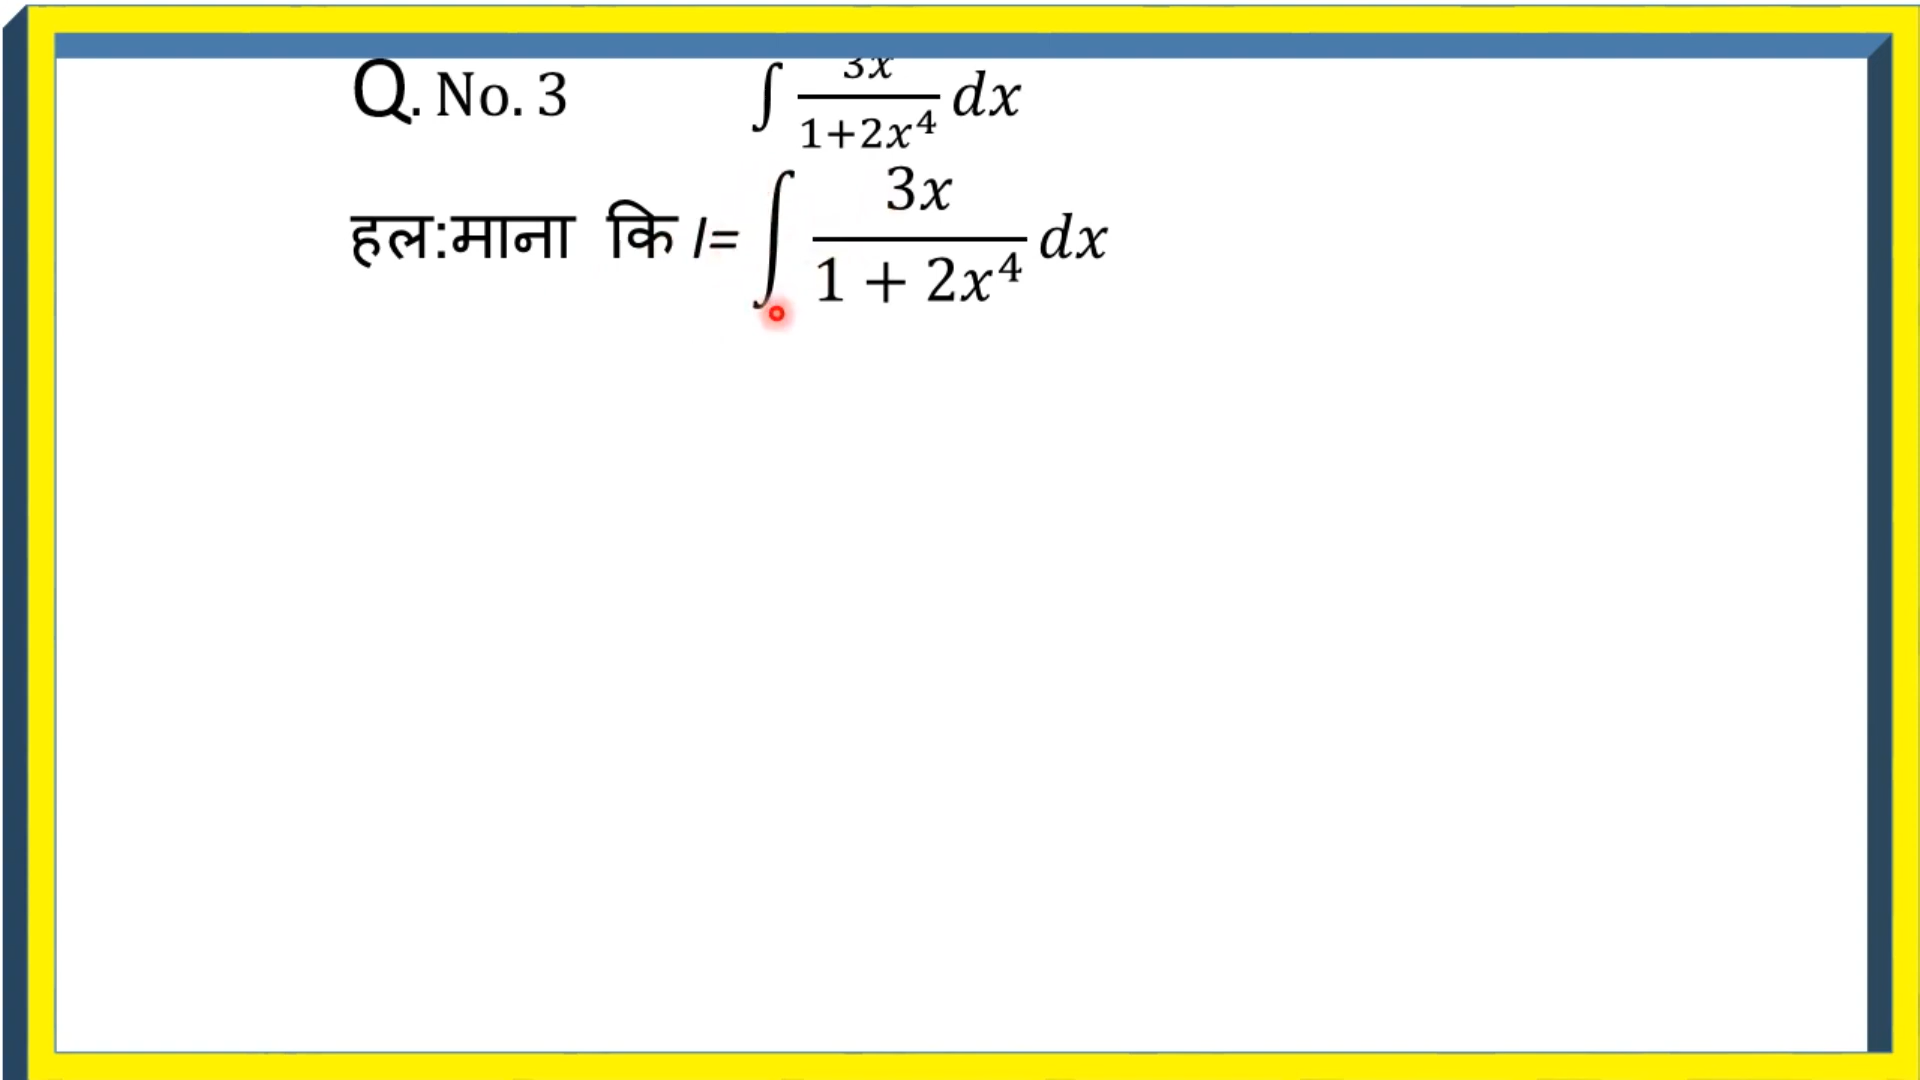 Q. No. 3 ∫ 3x/(1+2x⁴) dx
हल:माना कि I= ∫ 3x/(1 + 2x⁴) dx